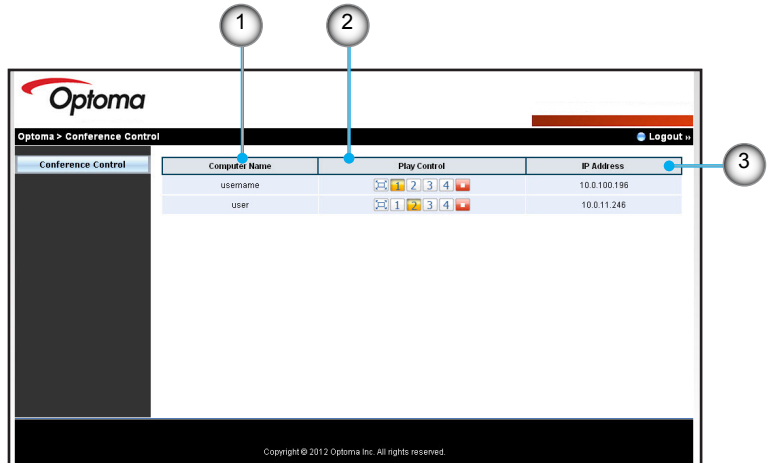 1 2
Optoma
Optoma > Conference Control Logout »
Conference Control
Computer Name Play Control IP Address 3
username 1 2 3 4 10.0.100.196
user 1 2 3 4 10.0.11.246
Copyright © 2012 Optoma Inc. All rights reserved.